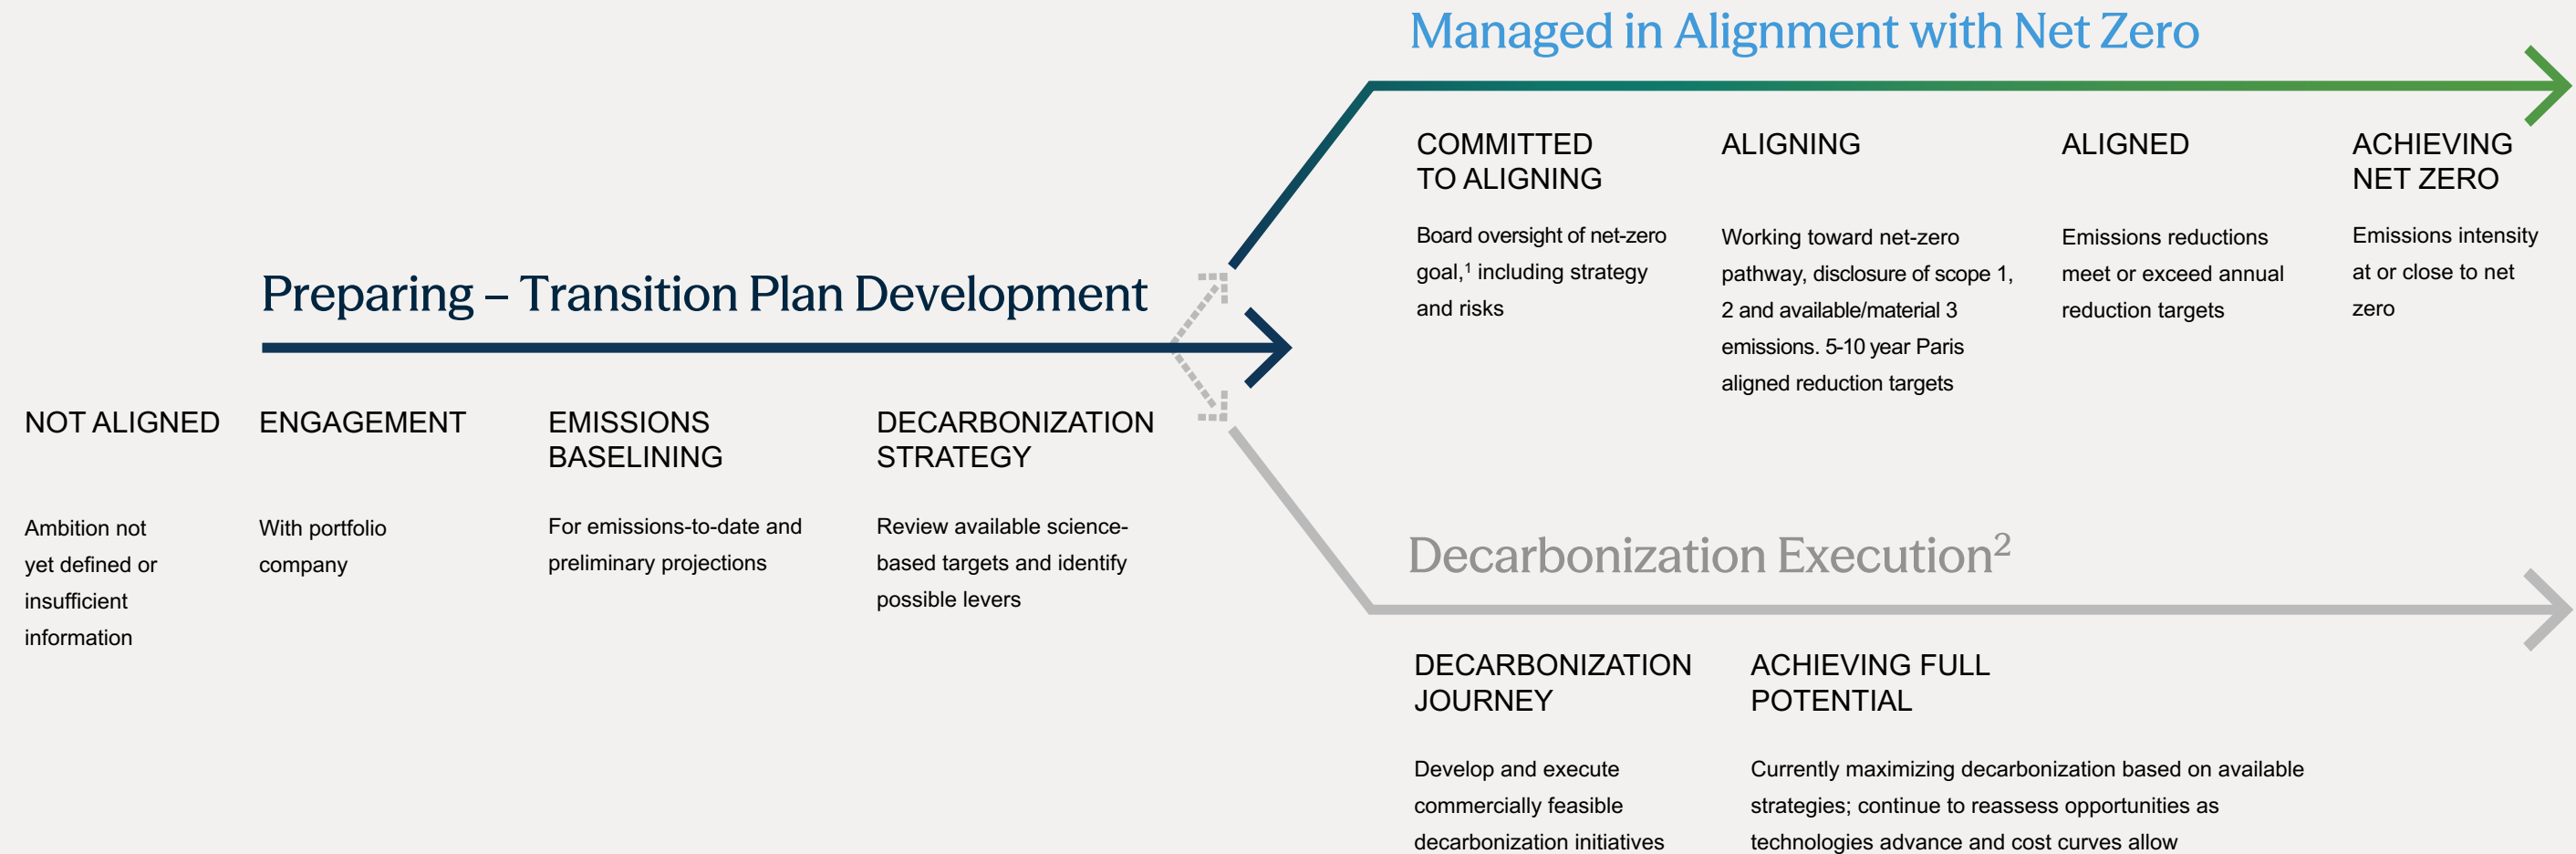 Managed in Alignment with Net Zero
COMMITTED
TO ALIGNING
Board oversight of net-zero
goal,¹ including strategy
and risks
ALIGNING
Working toward net-zero
pathway, disclosure of scope 1,
2 and available/material 3
emissions. 5-10 year Paris
aligned reduction targets
ALIGNED
Emissions reductions
meet or exceed annual
reduction targets
ACHIEVING
NET ZERO
Emissions intensity
at or close to net
zero
Preparing – Transition Plan Development
NOT ALIGNED
Ambition not
yet defined or
insufficient
information
ENGAGEMENT
With portfolio
company
EMISSIONS
BASELINING
For emissions-to-date and
preliminary projections
DECARBONIZATION
STRATEGY
Review available science-
based targets and identify
possible levers
Decarbonization Execution²
DECARBONIZATION
JOURNEY
Develop and execute
commercially feasible
decarbonization initiatives
ACHIEVING FULL
POTENTIAL
Currently maximizing decarbonization based on available
strategies; continue to reassess opportunities as
technologies advance and cost curves allow